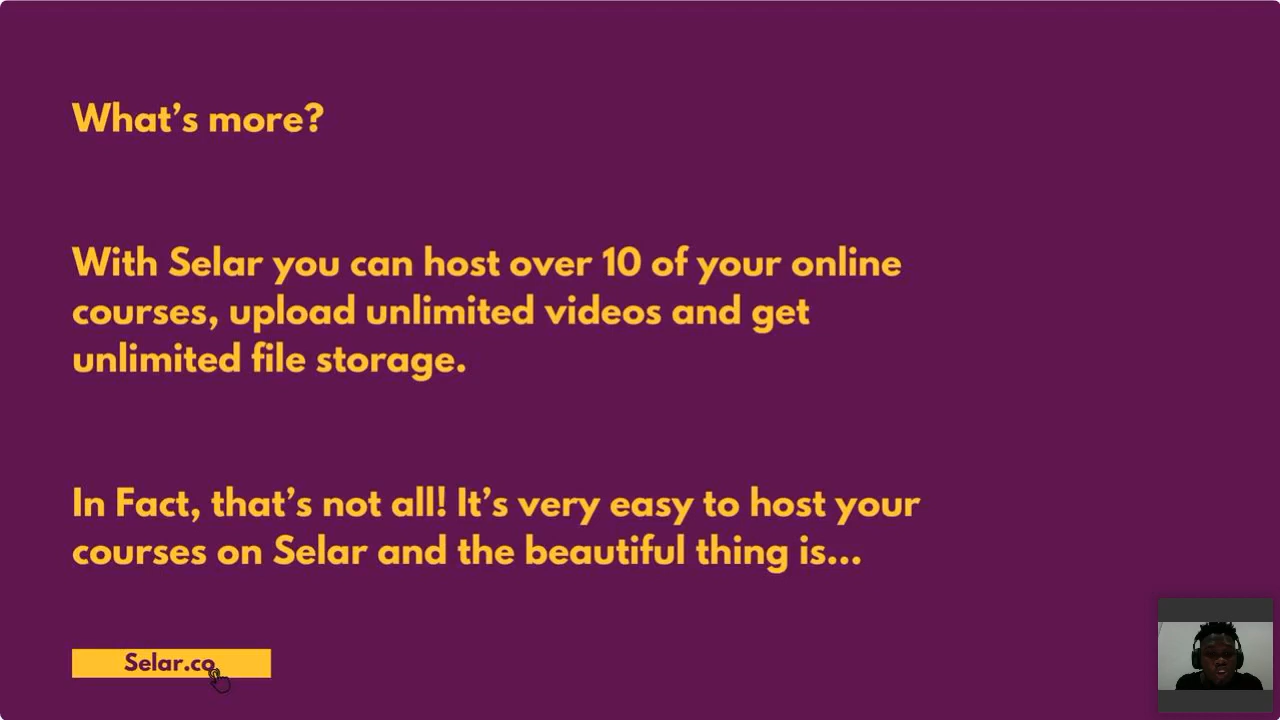 What’s more?
With Selar you can host over 10 of your online
courses, upload unlimited videos and get
unlimited file storage.
In Fact, that’s not all! It’s very easy to host your
courses on Selar and the beautiful thing is...
Selar.co